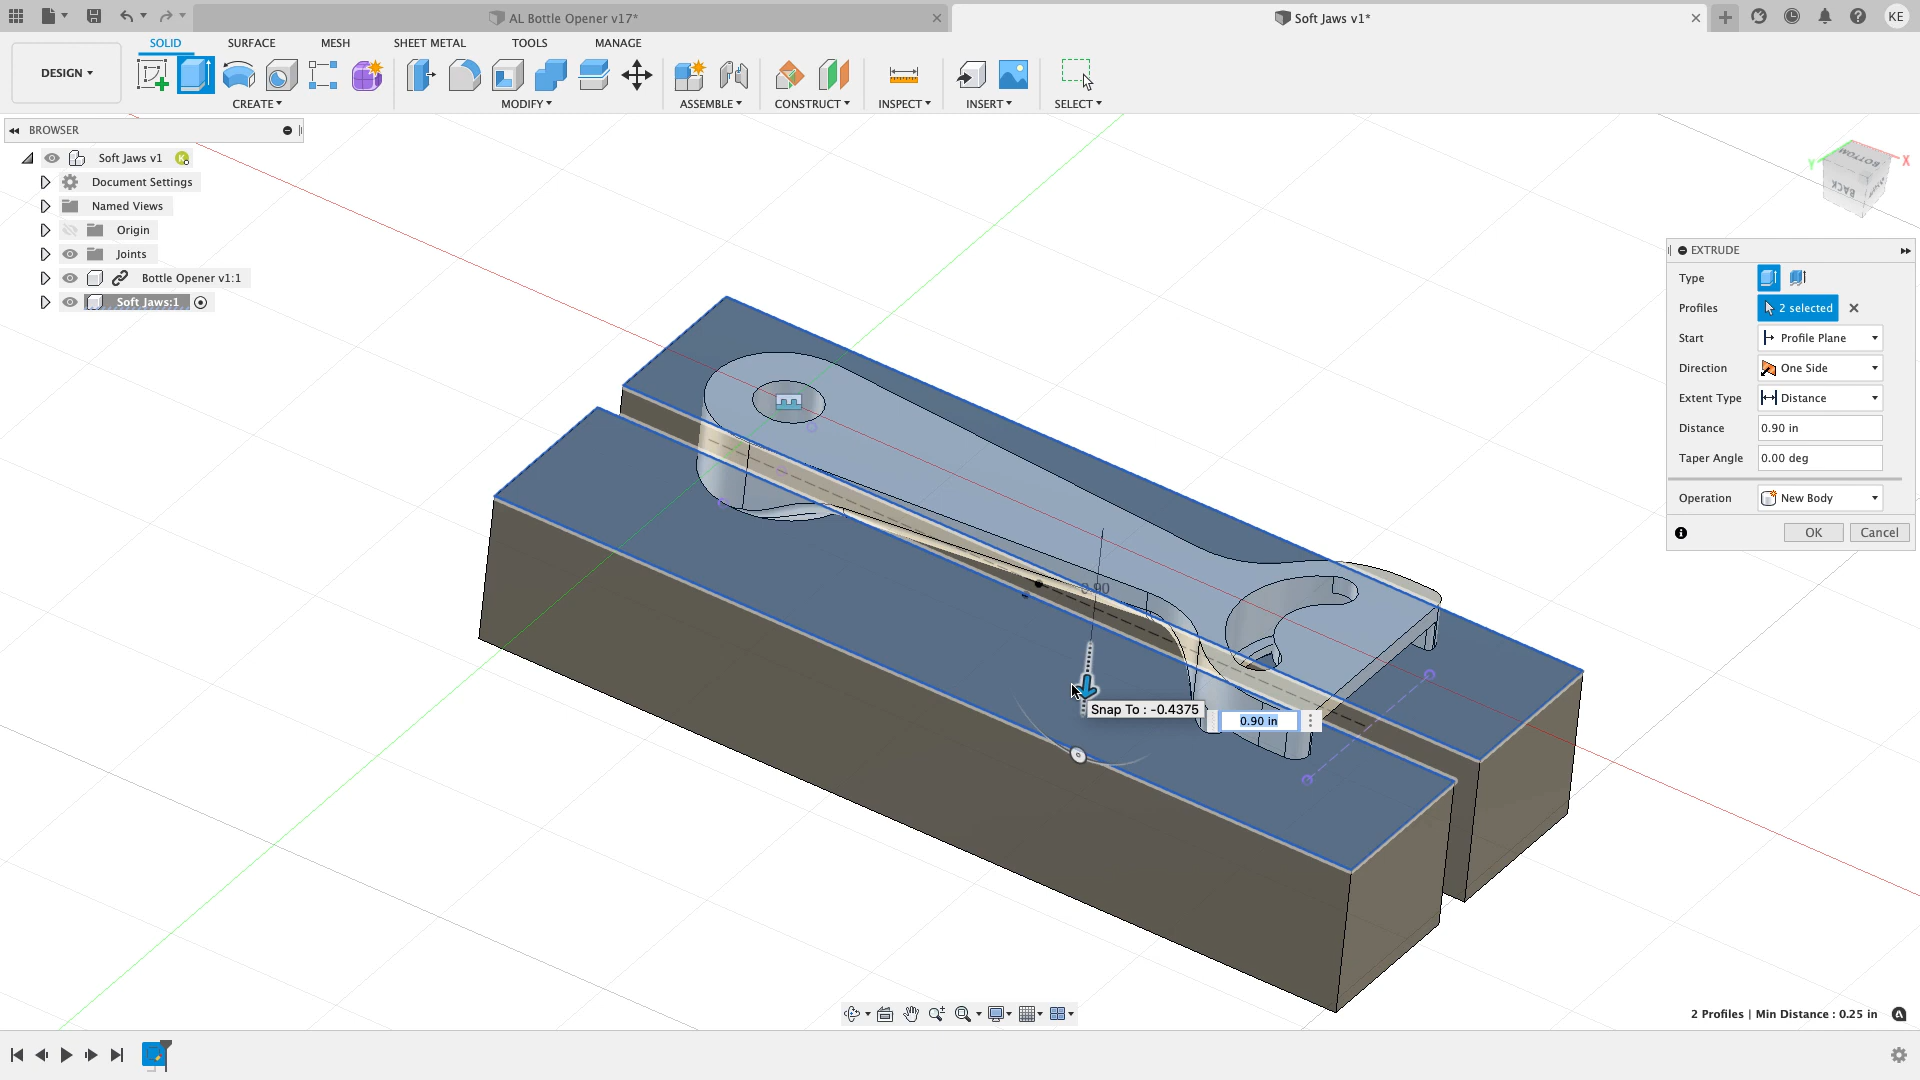 AL Bottle Opener v17*
Soft Jaws v1*
KE
DESIGN
SOLID
SURFACE
MESH
SHEET METAL
TOOLS
MANAGE
CREATE
MODIFY
ASSEMBLE
CONSTRUCT
INSPECT
INSERT
SELECT
BROWSER
Soft Jaws v1
Document Settings
Named Views
Origin
Joints
Bottle Opener v1:1
Soft Jaws:1
BOTTOM
BACK
Y
X
EXTRUDE
Type
Profiles
2 selected
Start
Profile Plane
Direction
One Side
Extent Type
Distance
Distance
0.90 in
Taper Angle
0.00 deg
Operation
New Body
OK
Cancel
0.90
Snap To : -0.4375
0.90 in
2 Profiles | Min Distance : 0.25 in